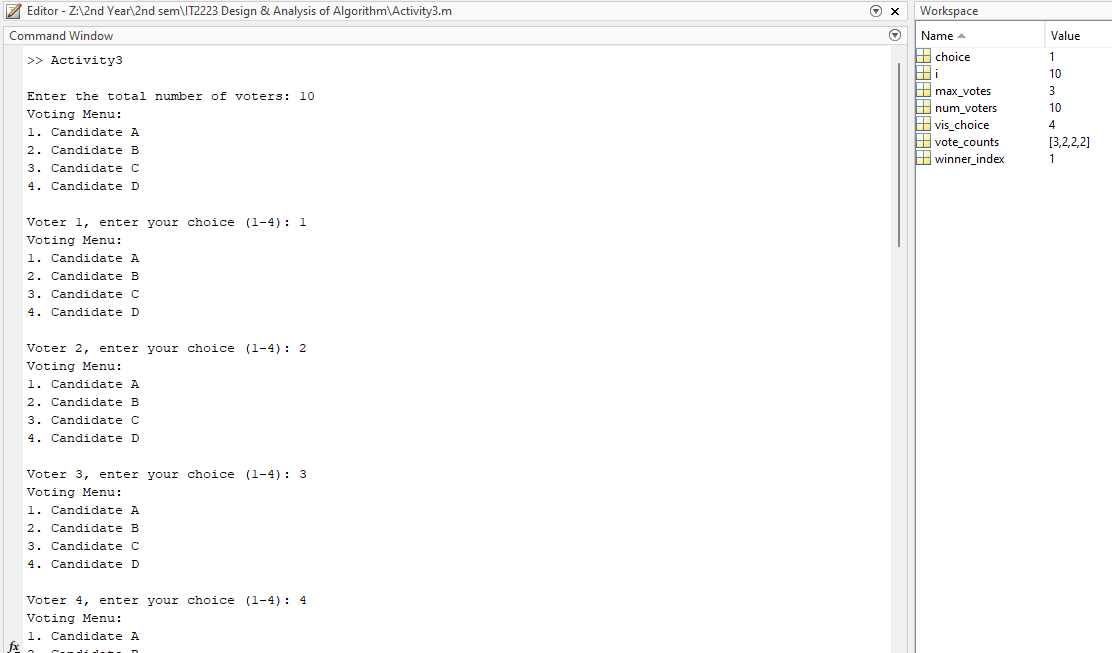 Editor - Z:\2nd Year\2nd sem\IT2223 Design & Analysis of Algorithm\Activity3.m
Command Window
>> Activity3
Enter the total number of voters: 10
Voting Menu:
1. Candidate A
2. Candidate B
3. Candidate C
4. Candidate D
Voter 1, enter your choice (1-4): 1
Voting Menu:
1. Candidate A
2. Candidate B
3. Candidate C
4. Candidate D
Voter 2, enter your choice (1-4): 2
Voting Menu:
1. Candidate A
2. Candidate B
3. Candidate C
4. Candidate D
Voter 3, enter your choice (1-4): 3
Voting Menu:
1. Candidate A
2. Candidate B
3. Candidate C
4. Candidate D
Voter 4, enter your choice (1-4): 4
Voting Menu:
1. Candidate A
fx
Workspace
Name Value
choice 1
i 10
max_votes 3
num_voters 10
vis_choice 4
vote_counts [3,2,2,2]
winner_index 1